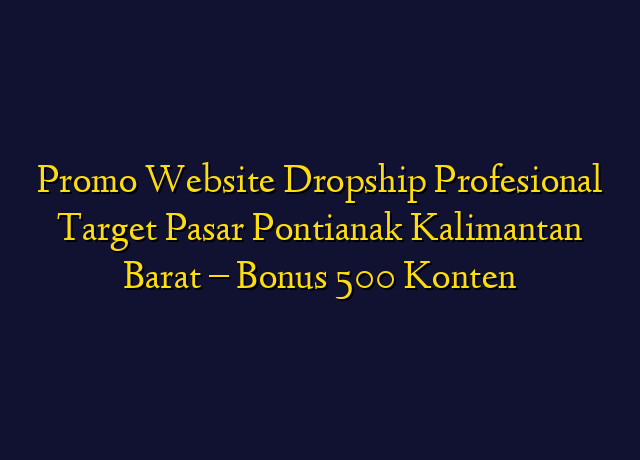 Promo Website Dropship Profesional
Target Pasar Pontianak Kalimantan
Barat – Bonus 500 Konten